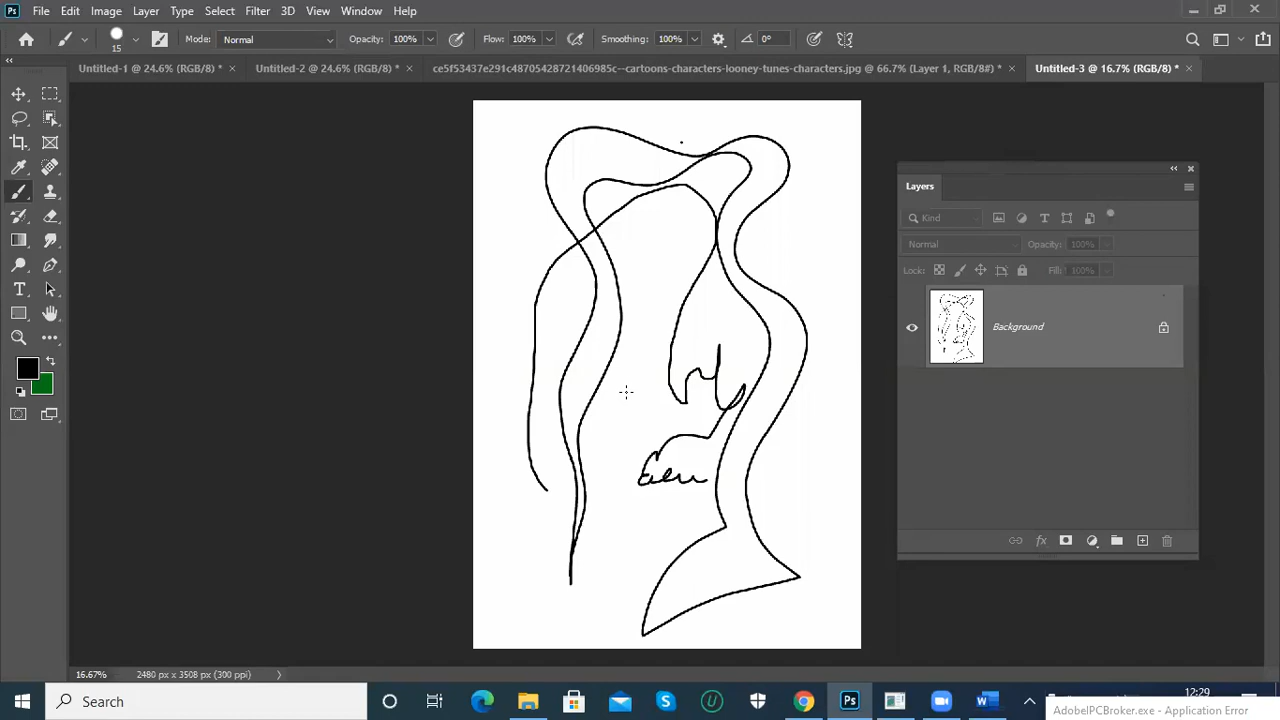 Ps File Edit Image Layer Type Select Filter 3D View Window Help
15 Mode: Normal Opacity: 100% Flow: 100% Smoothing: 100% 0°
Untitled-1 @ 24.6% (RGB/8) * × Untitled-2 @ 24.6% (RGB/8) * × ce5f53437e291c48705428721406985c--cartoons-characters-looney-tunes-characters.jpg @ 66.7% (Layer 1, RGB/8#) * × Untitled-3 @ 16.7% (RGB/8) * ×
Layers
Kind
Normal Opacity: 100%
Lock: Fill: 100%
Background
16.67% 2480 px x 3508 px (300 ppi)
Search
12:29
AdobeIPCBroker.exe - Application Error